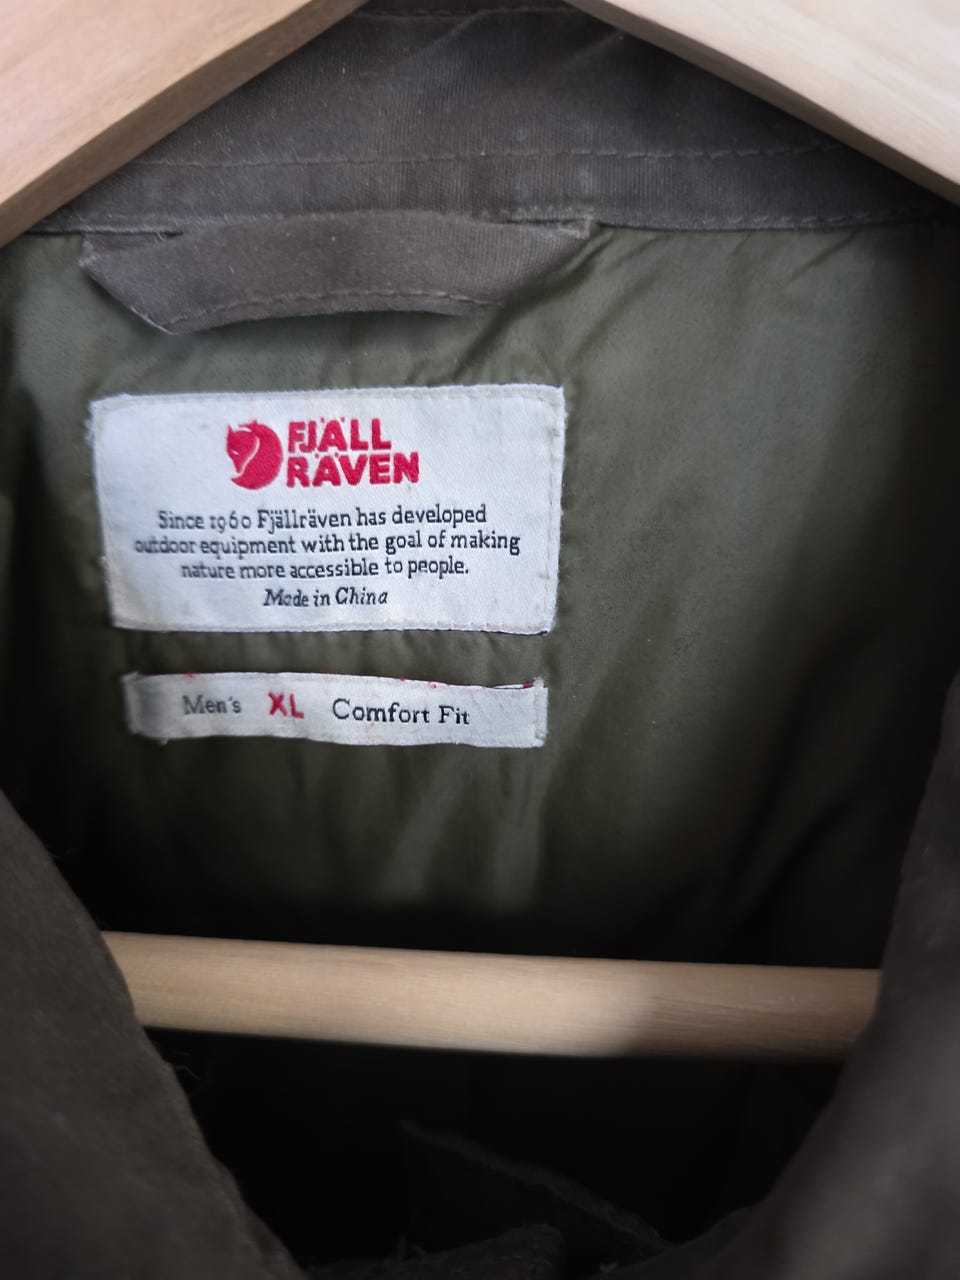 FJÄLL
RÄVEN
Since 1960 Fjällräven has developed
outdoor equipment with the goal of making
nature more accessible to people.
Made in China
Men's XL Comfort Fit